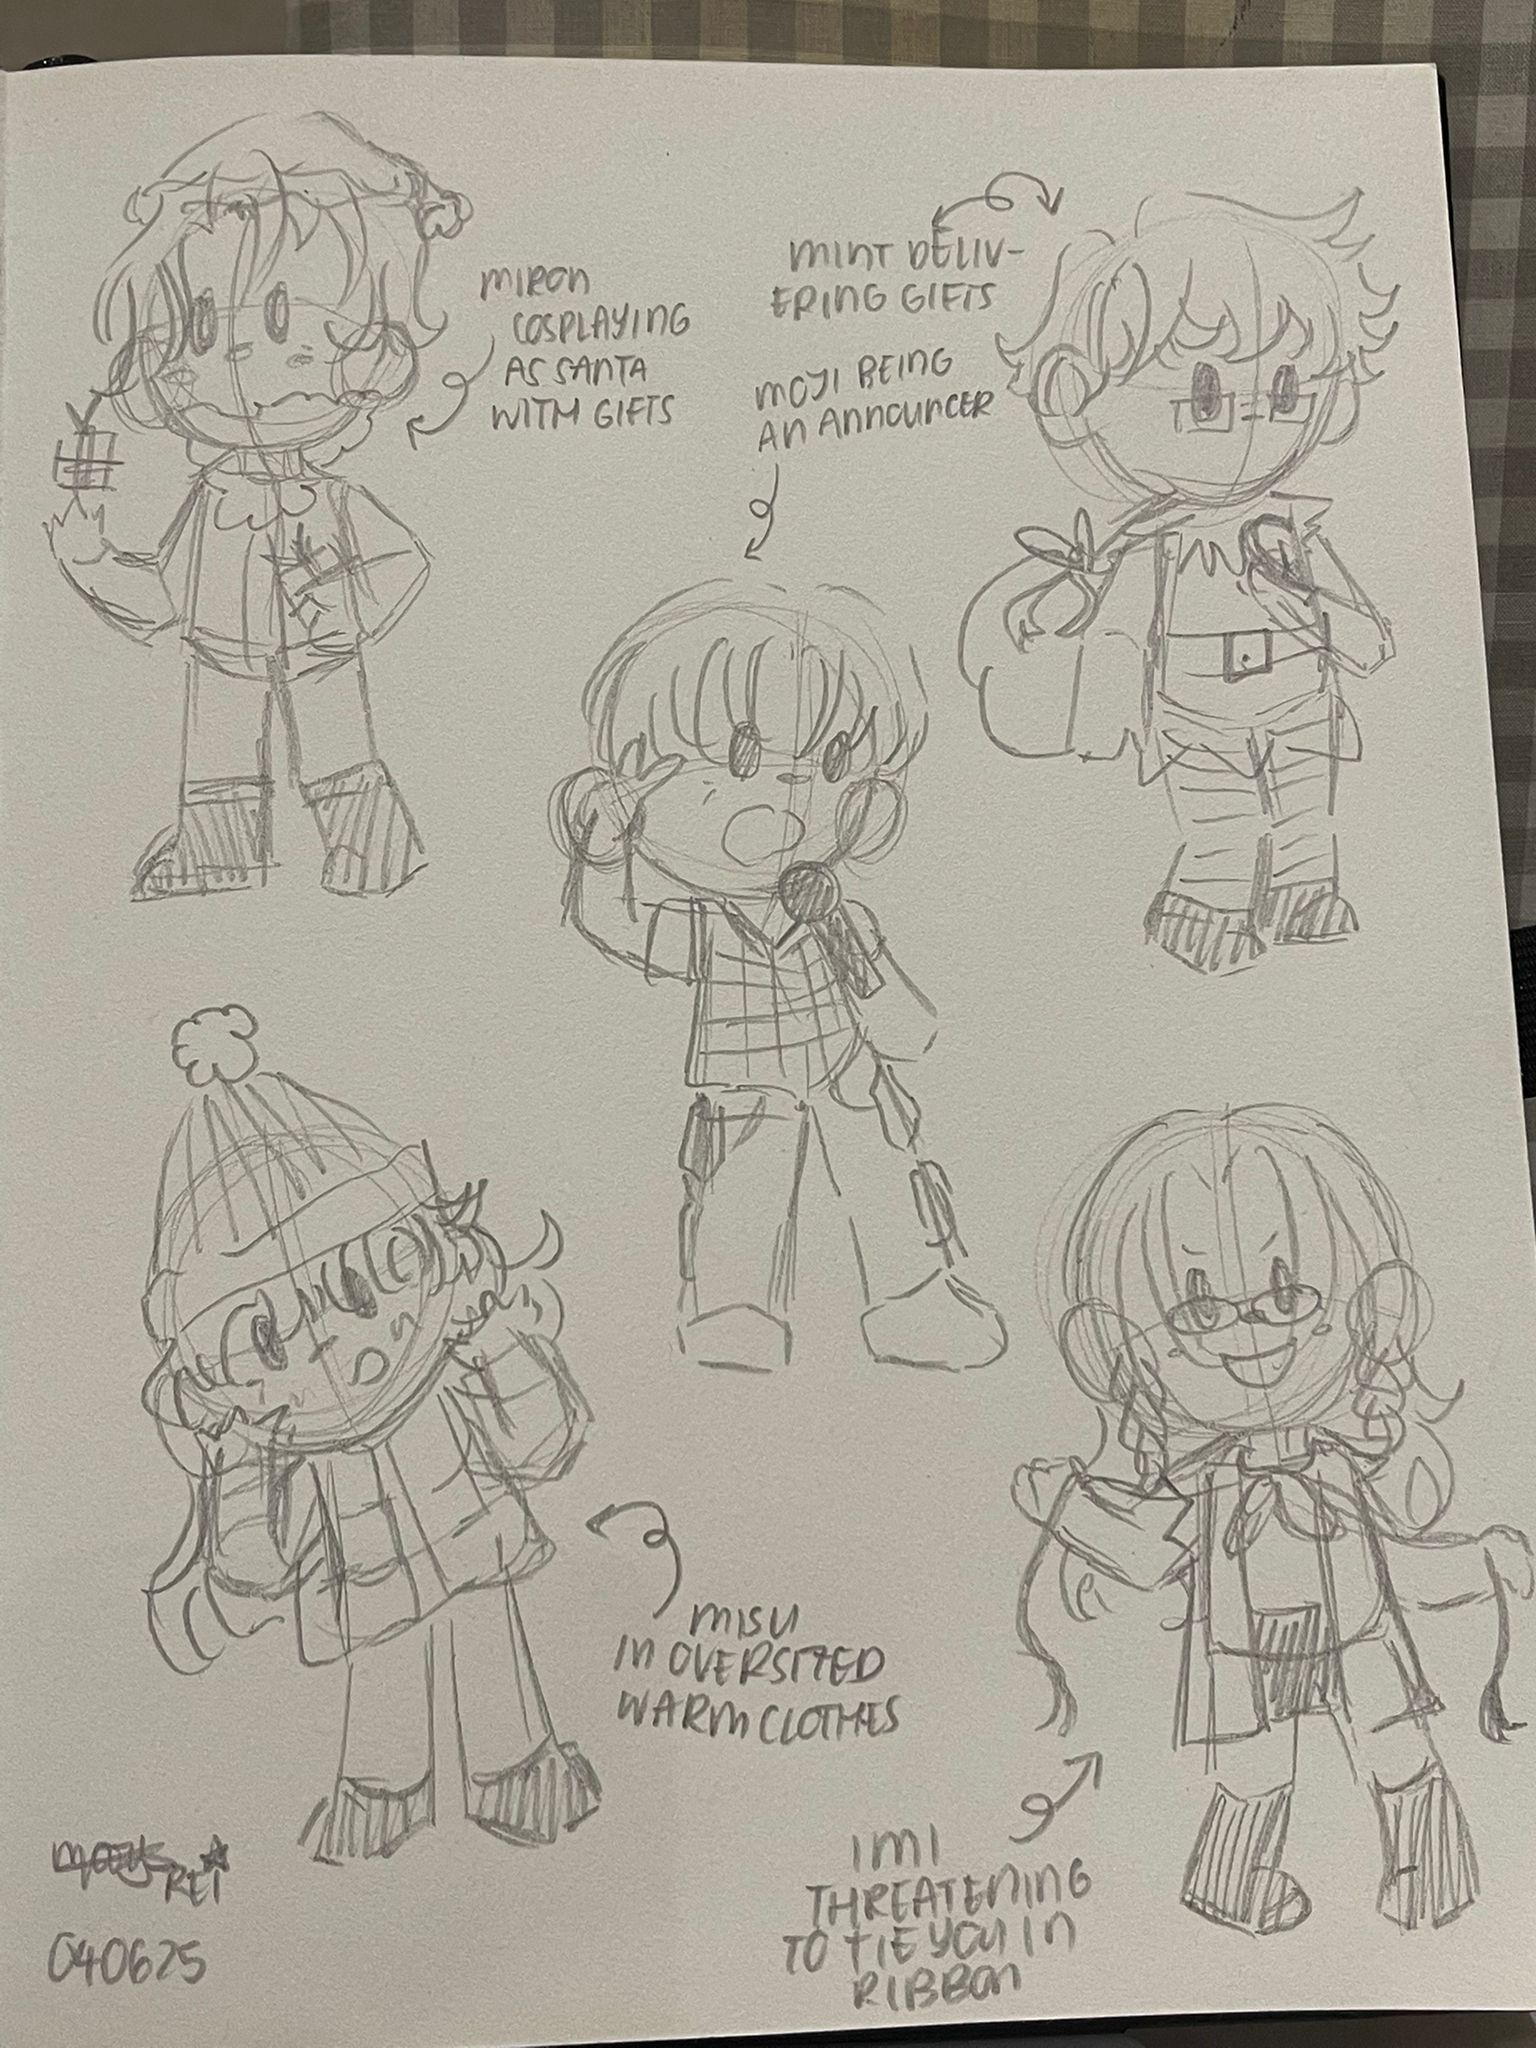 MIRON
COSPLAYING
AS SANTA
WITH GIFTS
MINT DELIV-
ERING GIFTS
MOJI BEING
AN ANNOUNCER
MISU
IN OVERSIZED
WARM CLOTHES
IMI
THREATENING
TO TIE YOU IN
RIBBON
REI
040625